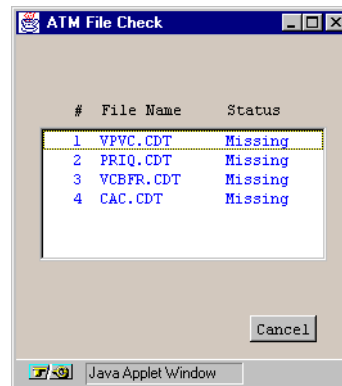 ATM File Check
# File Name Status
1 VPVC.CDT Missing
2 PRIQ.CDT Missing
3 VCBFR.CDT Missing
4 CAC.CDT Missing
Cancel
Java Applet Window